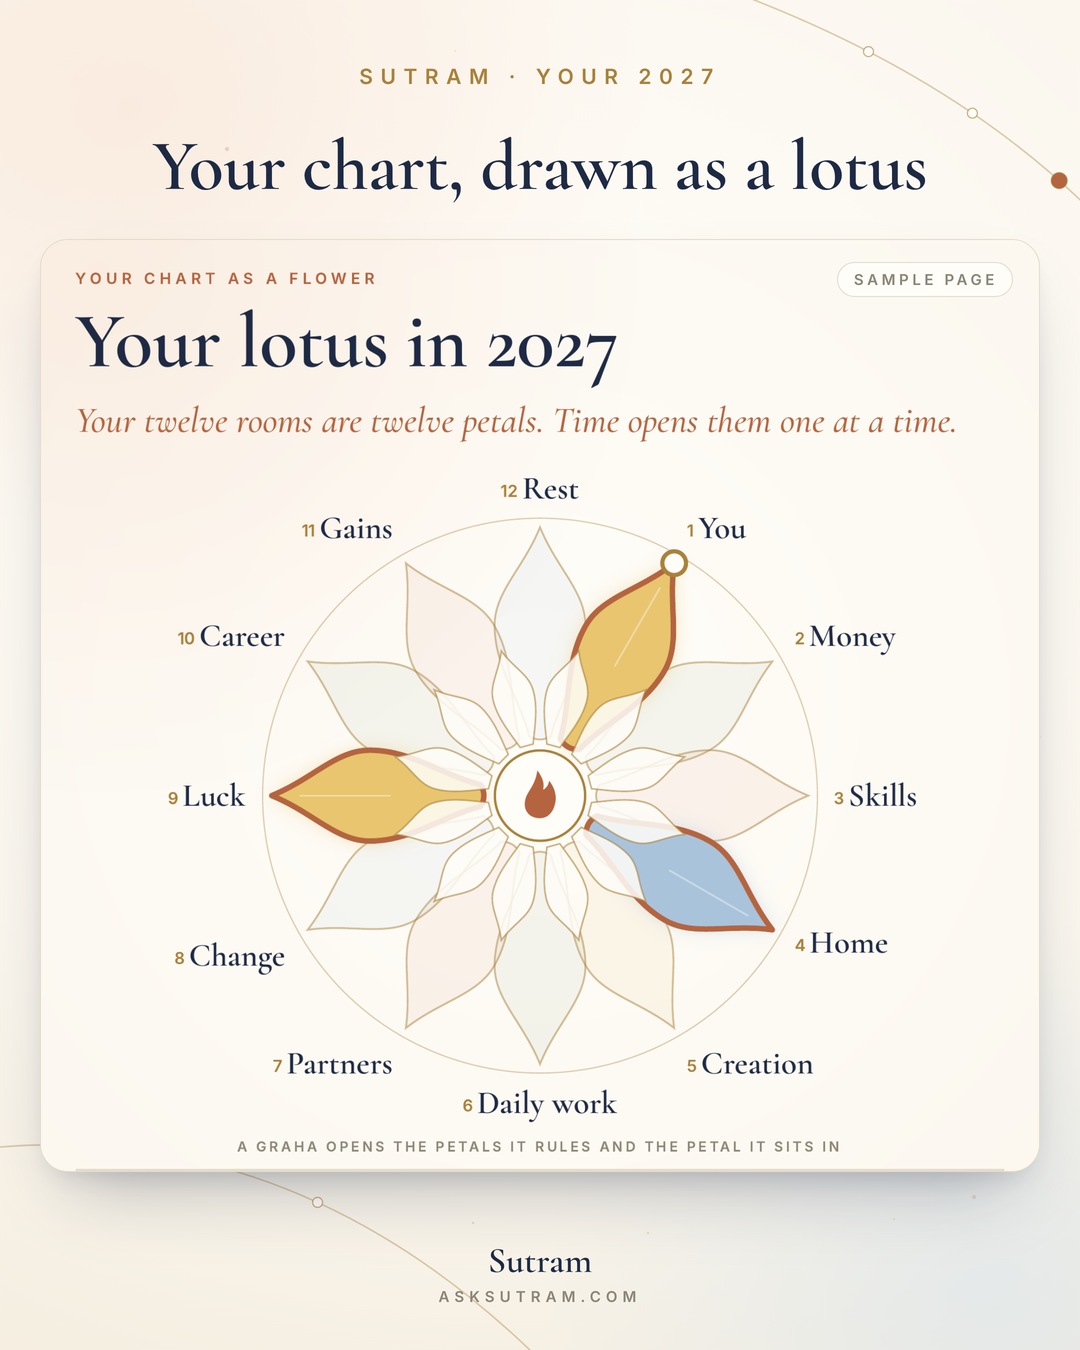 SUTRAM · YOUR 2027
Your chart, drawn as a lotus
YOUR CHART AS A FLOWER
SAMPLE PAGE
Your lotus in 2027
Your twelve rooms are twelve petals. Time opens them one at a time.
12 Rest
11 Gains
1 You
10 Career
2 Money
9 Luck
3 Skills
8 Change
4 Home
7 Partners
5 Creation
6 Daily work
A GRAHA OPENS THE PETALS IT RULES AND THE PETAL IT SITS IN
Sutram
ASKSUTRAM.COM